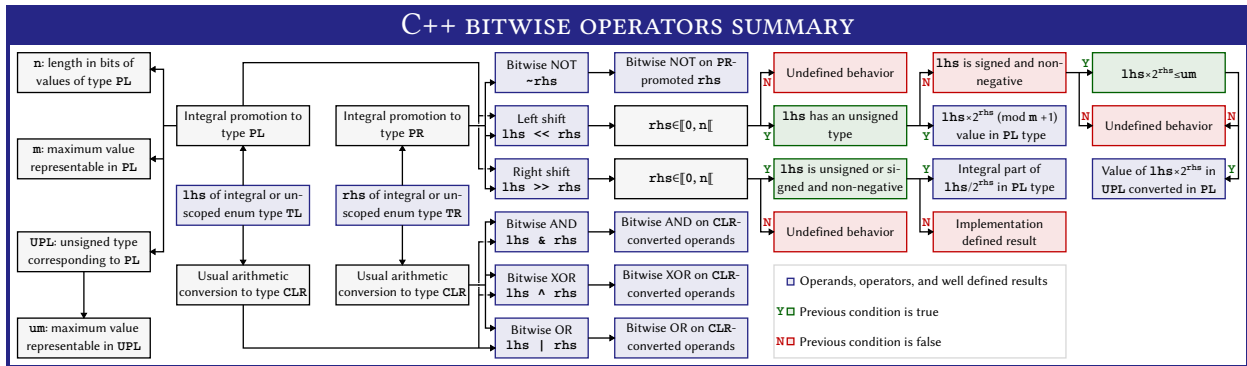 C++ BITWISE OPERATORS SUMMARY
n: length in bits of
values of type PL
m: maximum value
representable in PL
UPL: unsigned type
corresponding to PL
um: maximum value
representable in UPL
Integral promotion to
type PL
lhs of integral or un-
scoped enum type TL
Usual arithmetic
conversion to type CLR
Integral promotion to
type PR
rhs of integral or un-
scoped enum type TR
Usual arithmetic
conversion to type CLR
Bitwise NOT
~rhs
Left shift
lhs << rhs
Right shift
lhs >> rhs
Bitwise AND
lhs & rhs
Bitwise XOR
lhs ^ rhs
Bitwise OR
lhs | rhs
Bitwise NOT on PR-
promoted rhs
rhs∈⟦0, n⟦
rhs∈⟦0, n⟦
Bitwise AND on CLR-
converted operands
Bitwise XOR on CLR-
converted operands
Bitwise OR on CLR-
converted operands
N
Undefined behavior
Y
lhs has an unsigned
type
Y
lhs is unsigned or si-
gned and non-negative
N
Undefined behavior
N
lhs is signed and non-
negative
Y
lhs×2^rhs (mod m +1)
value in PL type
Y
Integral part of
lhs/2^rhs in PL type
N
Implementation
defined result
Y
lhs×2^rhs≤um
N
Undefined behavior
N
Value of lhs×2^rhs in
UPL converted in PL
Y
Operands, operators, and well defined results
Y Previous condition is true
N Previous condition is false